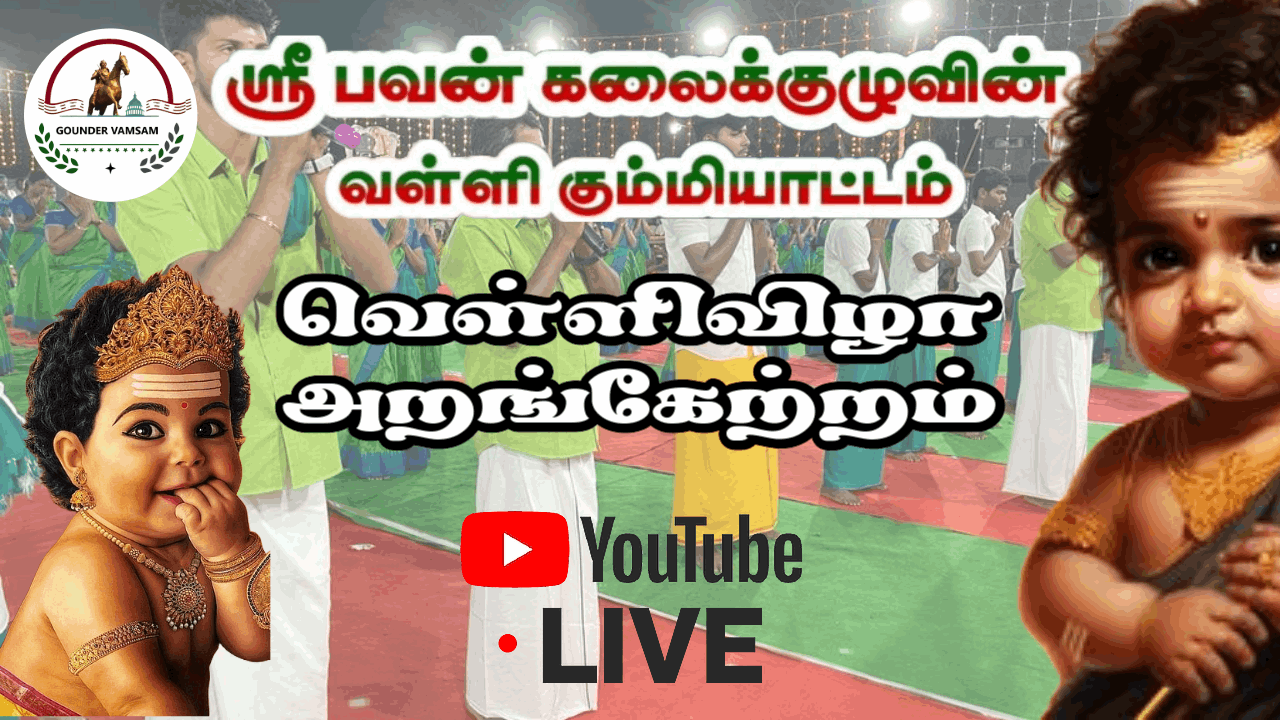 GOUNDER VAMSAM
ஸ்ரீ பவன் கலைக்குழுவின்
வள்ளி கும்மியாட்டம்
வெள்ளிவிழா
அரங்கேற்றம்
YouTube
LIVE